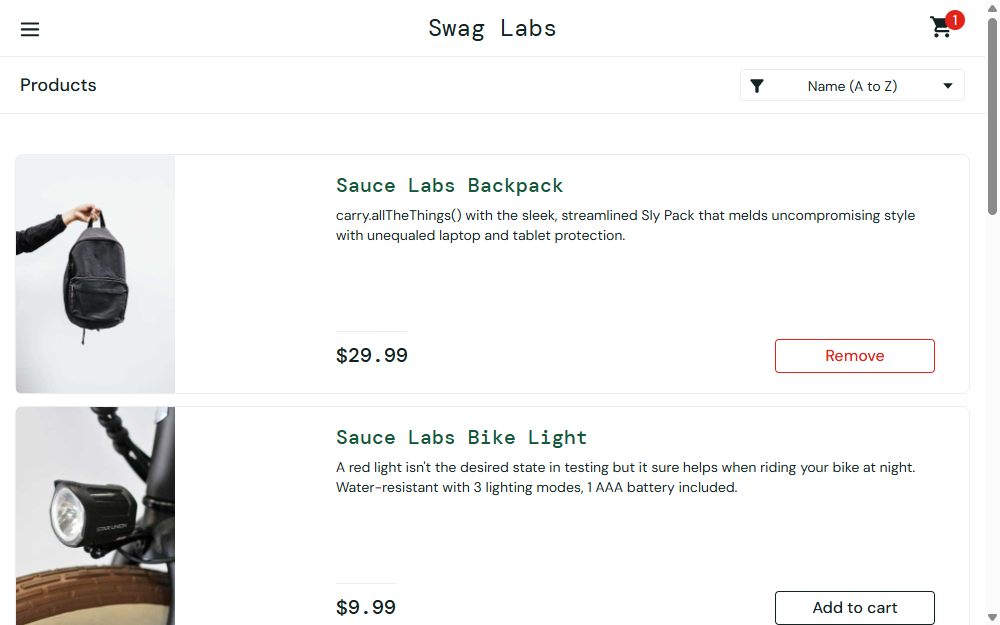 Swag Labs
1
Products
Name (A to Z)
Sauce Labs Backpack
carry.allTheThings() with the sleek, streamlined Sly Pack that melds uncompromising style
with unequaled laptop and tablet protection.
$29.99
Remove
Sauce Labs Bike Light
A red light isn't the desired state in testing but it sure helps when riding your bike at night.
Water-resistant with 3 lighting modes, 1 AAA battery included.
$9.99
Add to cart